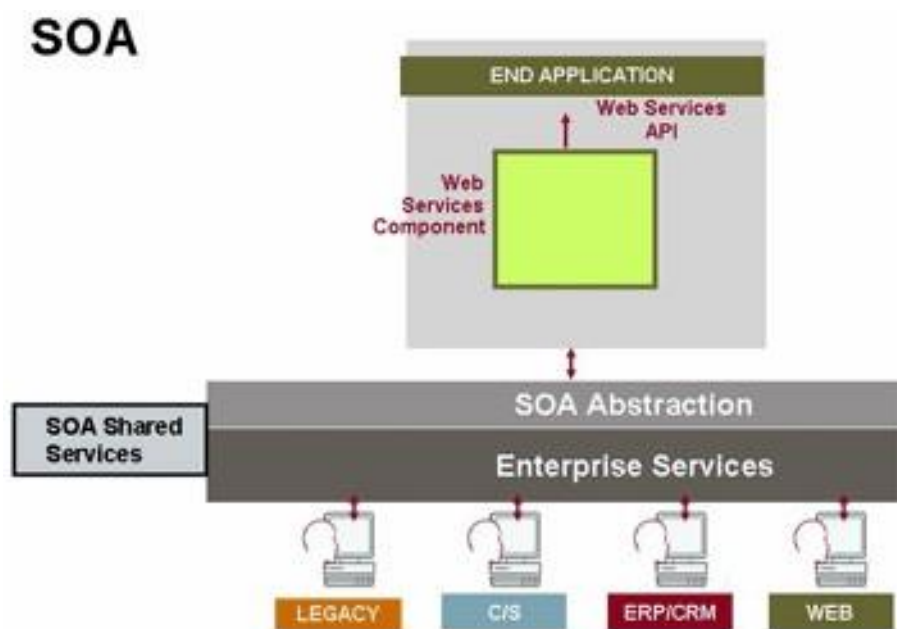 SOA
END APPLICATION
Web Services
API
Web
Services
Component
SOA Abstraction
SOA Shared
Services
Enterprise Services
LEGACY
C/S
ERP/CRM
WEB